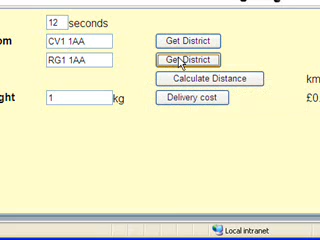 12 seconds
om CV1 1AA Get District
RG1 1AA Get District
Calculate Distance km
ght 1 kg Delivery cost £0
Local intranet